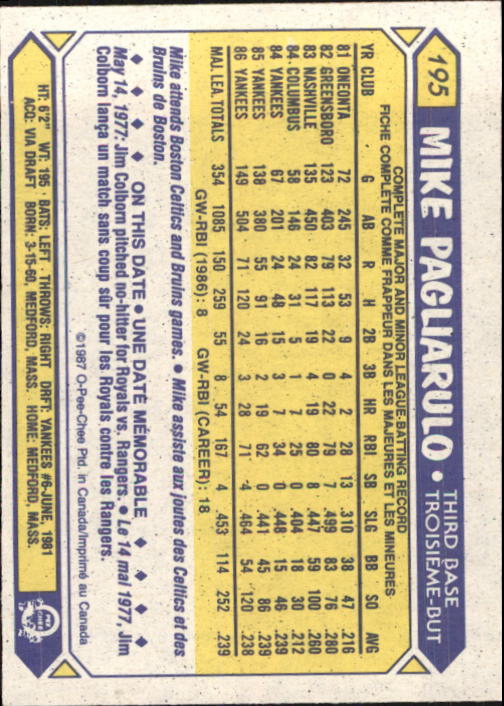 195 MIKE PAGLIARULO • THIRD BASE
TROISIÈME-BUT
COMPLETE MAJOR AND MINOR LEAGUE BATTING RECORD
FICHE COMPLETE COMME FRAPPEUR DANS LES MAJEURES ET LES MINEURES
YR CLUB G AB R H 2B 3B HR RBI SB SLG BB SO AVG
81 ONEONTA 72 245 32 53 9 4 2 28 13 .310 38 47 .216
82 GREENSBORO 123 403 79 113 22 0 22 79 7 .499 83 76 .280
83 NASHVILLE 135 450 82 117 19 4 19 80 8 .447 59 100 .260
84 COLUMBUS 58 146 24 31 5 1 7 25 0 .404 18 30 .212
84 YANKEES 67 201 24 48 15 3 7 34 0 .448 15 46 .239
85 YANKEES 138 380 55 91 16 2 19 62 0 .441 45 86 .239
86 YANKEES 149 504 71 120 24 3 28 71 4 .464 54 120 .238
MAJ. LEA. TOTALS 354 1085 150 259 55 8 54 167 4 .453 114 252 .239
GW-RBI (1986): 8 GW-RBI (CAREER): 18
Mike attends Boston Celtics and Bruins games. • Mike assiste aux joutes des Celtics et des
Bruins de Boston.
◆ ◆ ◆ ◆ ON THIS DATE • UNE DATE MÉMORABLE ◆ ◆ ◆ ◆
May 14, 1977: Jim Colborn pitched no-hitter for Royals vs. Rangers. • Le 14 mai 1977, Jim
Colborn lança un match sans coup sûr pour les Royals contre les Rangers.
©1987 O-Pee-Chee Ptd. in Canada/Imprimé au Canada
HT: 6'2" WT: 195 BATS: LEFT THROWS: RIGHT DRFT: YANKEES #6-JUNE, 1981
ACQ: VIA DRAFT BORN: 3-15-60, MEDFORD, MASS. HOME: MEDFORD, MASS.
O PEE CHEE